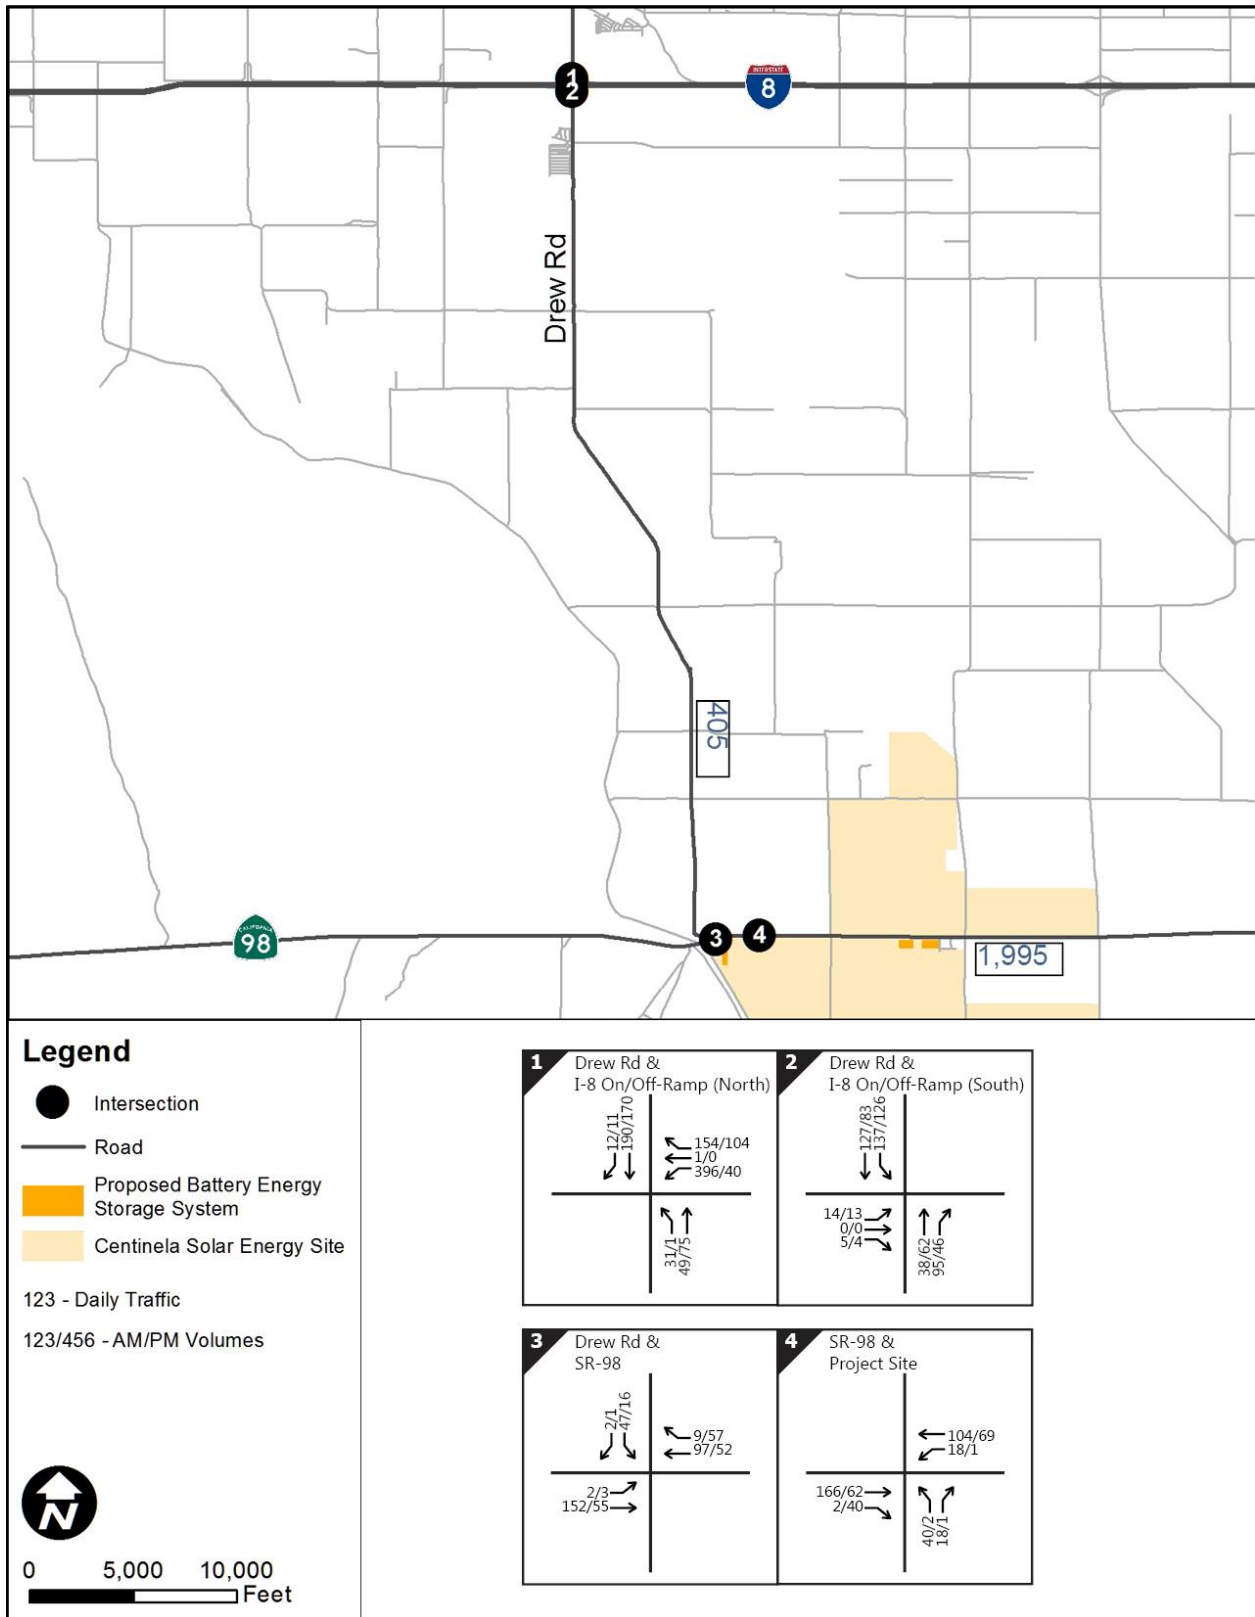 1
2
INTERSTATE
8
Drew Rd
405
CALIFORNIA
98
3
4
1,995
Legend
Intersection
Road
Proposed Battery Energy
Storage System
Centinela Solar Energy Site
123 - Daily Traffic
123/456 - AM/PM Volumes
N
0 5,000 10,000
Feet
1
Drew Rd &
I-8 On/Off-Ramp (North)
12/11
190/170
154/104
1/0
396/40
31/1
49/75
2
Drew Rd &
I-8 On/Off-Ramp (South)
127/83
137/126
14/13
0/0
5/4
38/62
95/46
3
Drew Rd &
SR-98
2/1
47/16
9/57
97/52
2/3
152/55
4
SR-98 &
Project Site
104/69
18/1
166/62
2/40
40/2
18/1